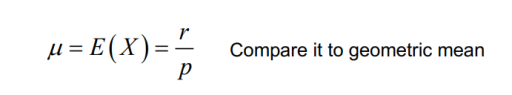 μ = E(X) = r/p Compare it to geometric mean